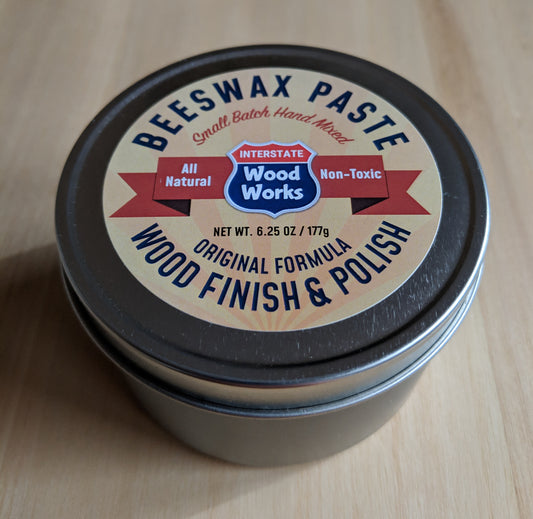 BEESWAX PASTE
Small Batch Hand Mixed
INTERSTATE
All
Natural
Wood
Works
Non-Toxic
NET WT. 6.25 OZ / 177g
ORIGINAL FORMULA
WOOD FINISH & POLISH